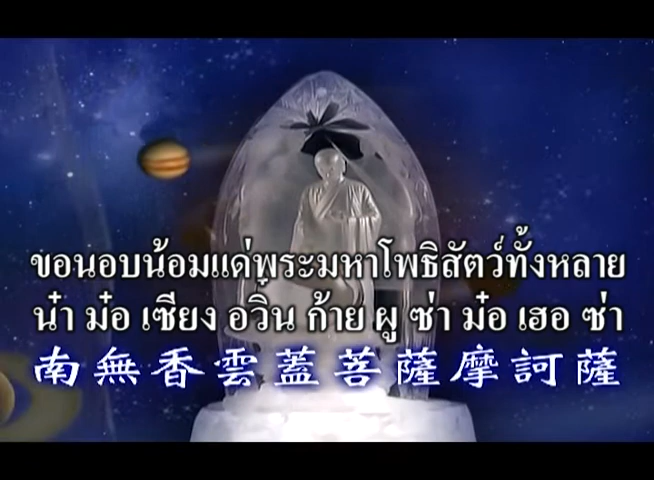 ขอนอบน้อมแด่พระมหาโพธิสัตว์ทั้งหลาย
นำ ม๋อ เซียง อวิ๋น ก้าย ผู ซ่า ม๋อ เฮอ ซ่า
南無香雲蓋菩薩摩訶薩